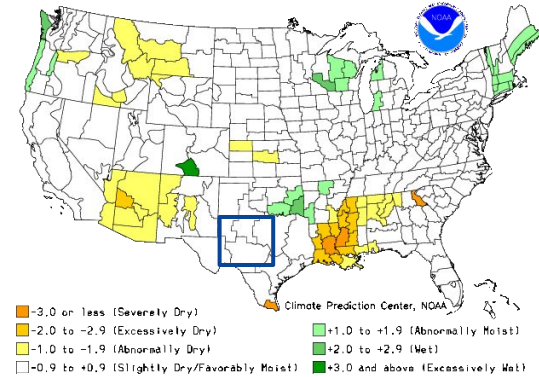 NOAA
Climate Prediction Center, NOAA
-3.0 or less (Severely Dry)
-2.0 to -2.9 (Excessively Dry)
-1.0 to -1.9 (Abnormally Dry)
-0.9 to +0.9 (Slightly Dry/Favorably Moist)
+1.0 to +1.9 (Abnormally Moist)
+2.0 to +2.9 (Wet)
+3.0 and above (Excessively Wet)